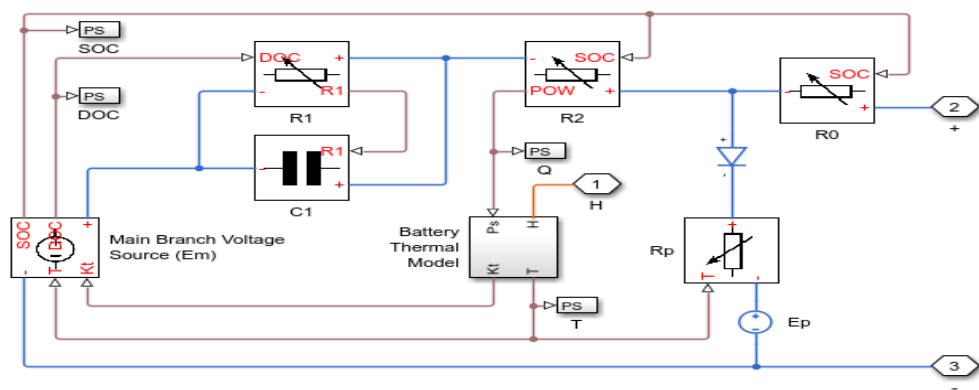 PS
SOC
PS
DOC
DOC
+
-
R1
R1
R1
-
+
C1
-
SOC
POW
+
R2
PS
Q
SOC
-
+
R0
2
+
1
H
SOC
DOC
+
-
T
Kt
Main Branch Voltage
Source (Em)
Battery
Thermal
Model
Ps
H
Kt
T
PS
T
+
-
Rp
+
T
-
+
-
Ep
3